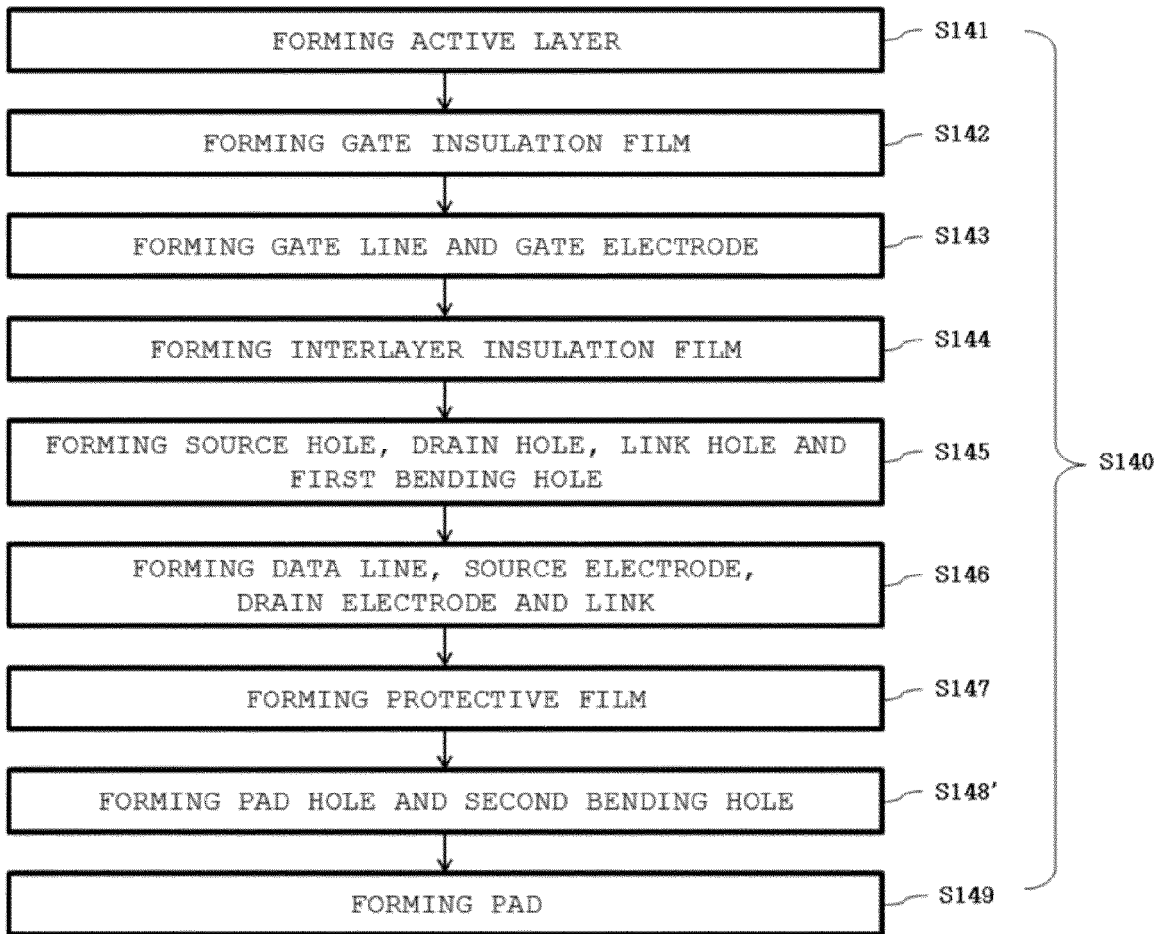 FORMING ACTIVE LAYER
S141
FORMING GATE INSULATION FILM
S142
FORMING GATE LINE AND GATE ELECTRODE
S143
FORMING INTERLAYER INSULATION FILM
S144
FORMING SOURCE HOLE, DRAIN HOLE, LINK HOLE AND
FIRST BENDING HOLE
S145
S140
FORMING DATA LINE, SOURCE ELECTRODE,
DRAIN ELECTRODE AND LINK
S146
FORMING PROTECTIVE FILM
S147
FORMING PAD HOLE AND SECOND BENDING HOLE
S148'
FORMING PAD
S149